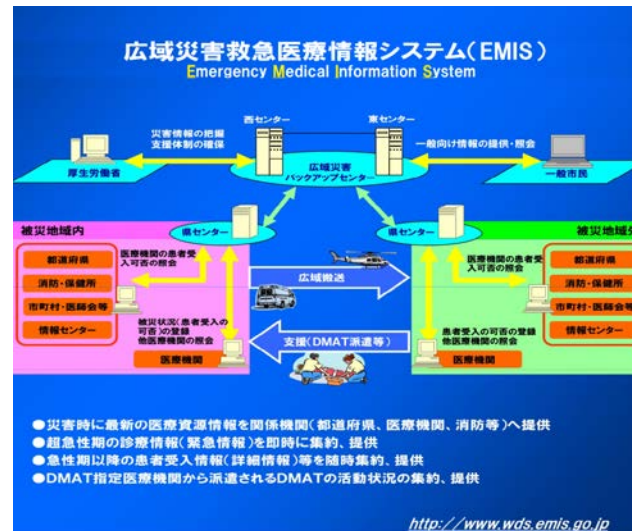 広域災害救急医療情報システム(EMIS)
Emergency Medical Information System
西センター
東センター
災害情報の把握
支援体制の確保
一般向け情報の提供・照会
厚生労働省
広域災害
バックアップセンター
一般市民
被災地域内
県センター
県センター
被災地域外
都道府県
消防・保健所
市町村・医師会等
情報センター
医療機関の患者受
入可否の照会
広域搬送
医療機関の患者受
入可否の照会
都道府県
消防・保健所
市町村・医師会等
情報センター
被災状況(患者受入の
可否)の登録
他医療機関の照会
医療機関
支援(DMAT派遣等)
患者受入の可否の登録
他医療機関の照会
医療機関
●災害時に最新の医療資源情報を関係機関(都道府県、医療機関、消防等)へ提供
●超急性期の診療情報(緊急情報)を即時に集約、提供
●急性期以降の患者受入情報(詳細情報)等を随時集約、提供
●DMAT指定医療機関から派遣されるDMATの活動状況の集約、提供
http://www.wds.emis.go.jp